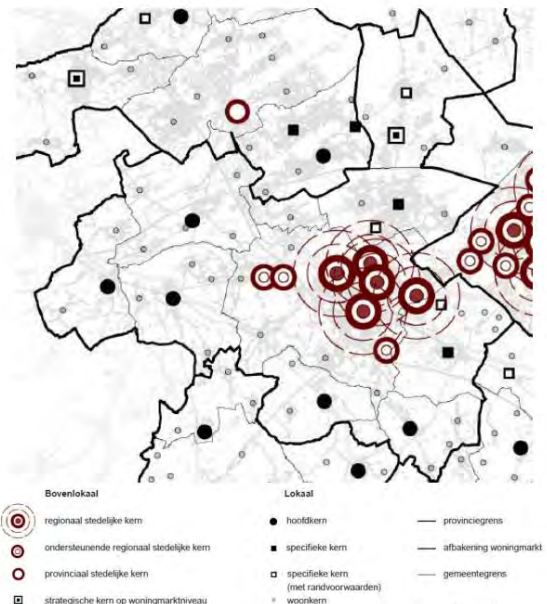 Bovenlokaal
regionaal stedelijke kern
ondersteunende regionaal stedelijke kern
provinciaal stedelijke kern
strategische kern op woningmarktniveau
Lokaal
hoofdkern
specifieke kern
specifieke kern
(met randvoorwaarden)
woonkern
provinciegrens
afbakening woningmarkt
gemeentegrens